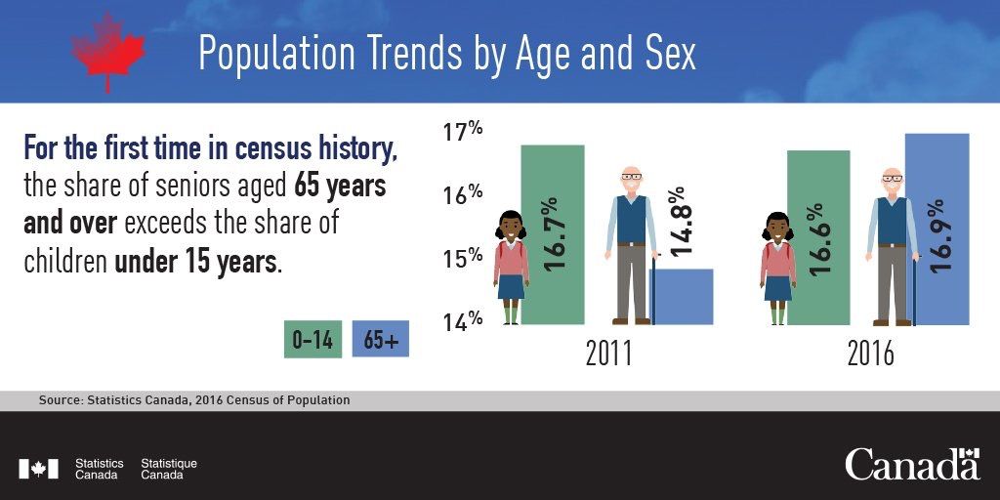 Population Trends by Age and Sex
For the first time in census history,
the share of seniors aged 65 years
and over exceeds the share of
children under 15 years.
0-14 65+
17%
16%
15%
14%
16.7%
14.8%
16.6%
16.9%
2011
2016
Source: Statistics Canada, 2016 Census of Population
Statistics Statistique
Canada Canada
Canada